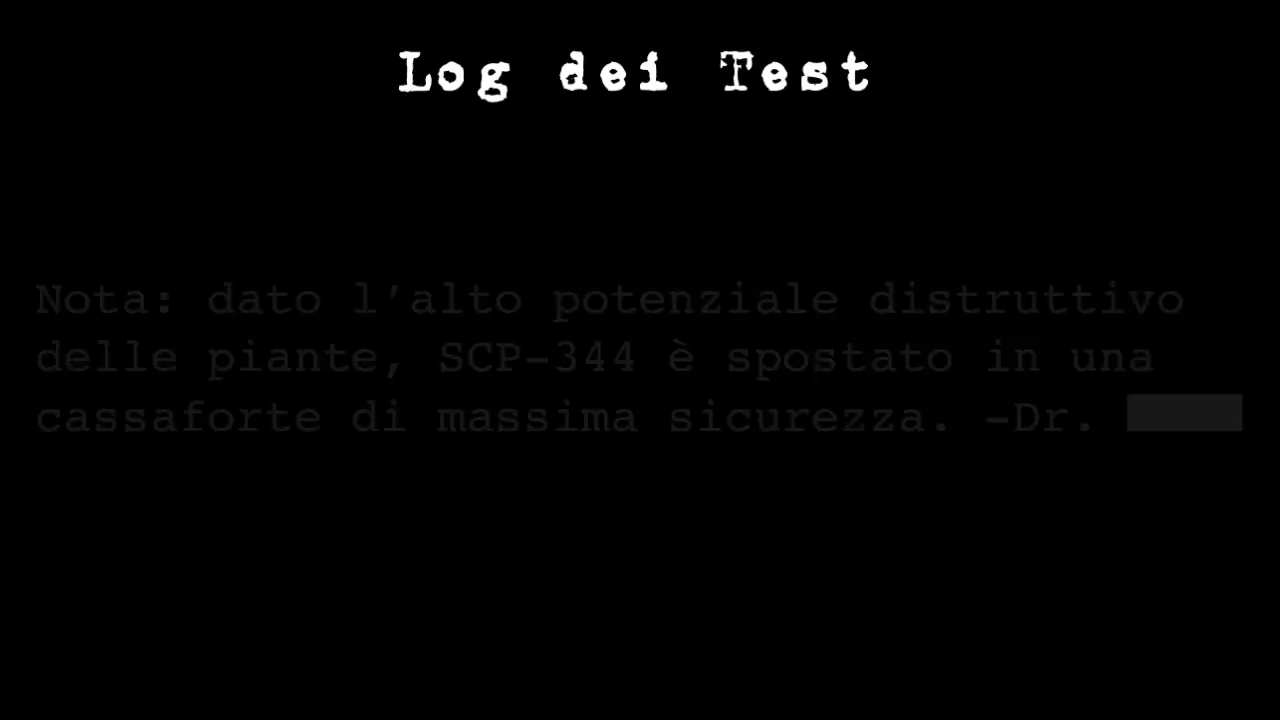 Log dei Test
Nota: dato l'alto potenziale distruttivo
delle piante, SCP-344 è spostato in una
cassaforte di massima sicurezza. -Dr.